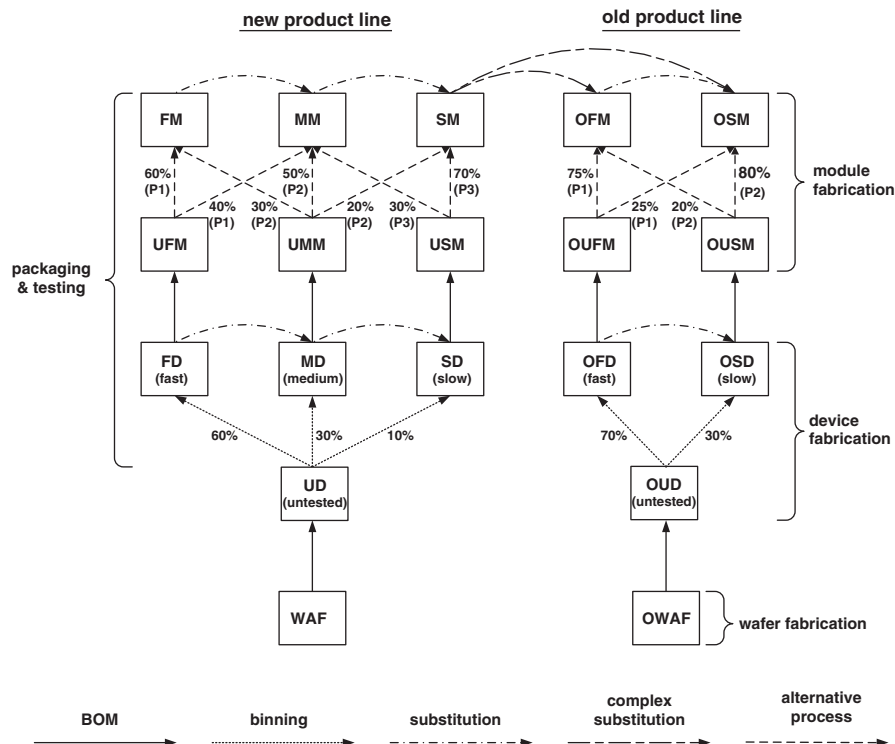 new product line
old product line
FM
MM
SM
OFM
OSM
60%
(P1)
40%
(P1)
30%
(P2)
50%
(P2)
20%
(P2)
30%
(P3)
70%
(P3)
75%
(P1)
25%
(P1)
20%
(P2)
80%
(P2)
module
fabrication
UFM
UMM
USM
OUFM
OUSM
packaging
& testing
FD
(fast)
MD
(medium)
SD
(slow)
OFD
(fast)
OSD
(slow)
60%
30%
10%
70%
30%
device
fabrication
UD
(untested)
OUD
(untested)
WAF
OWAF
wafer fabrication
BOM
binning
substitution
complex
substitution
alternative
process